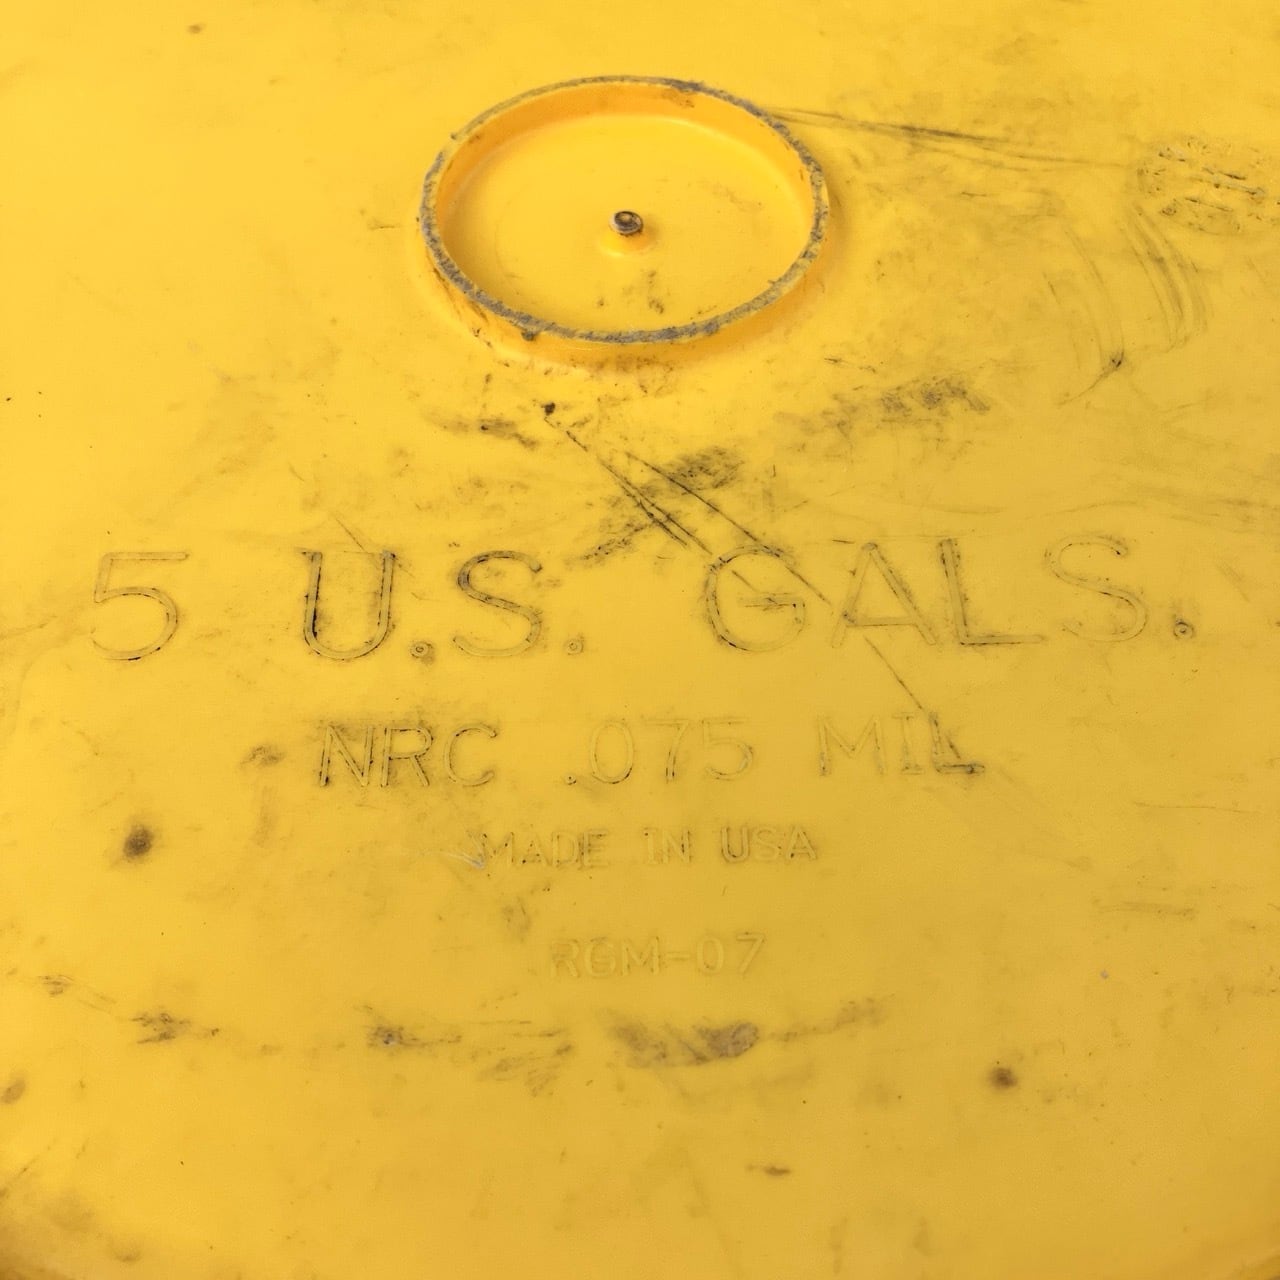 5 U.S. GALS.
NRC .075 MIL
MADE IN USA
RGM-07